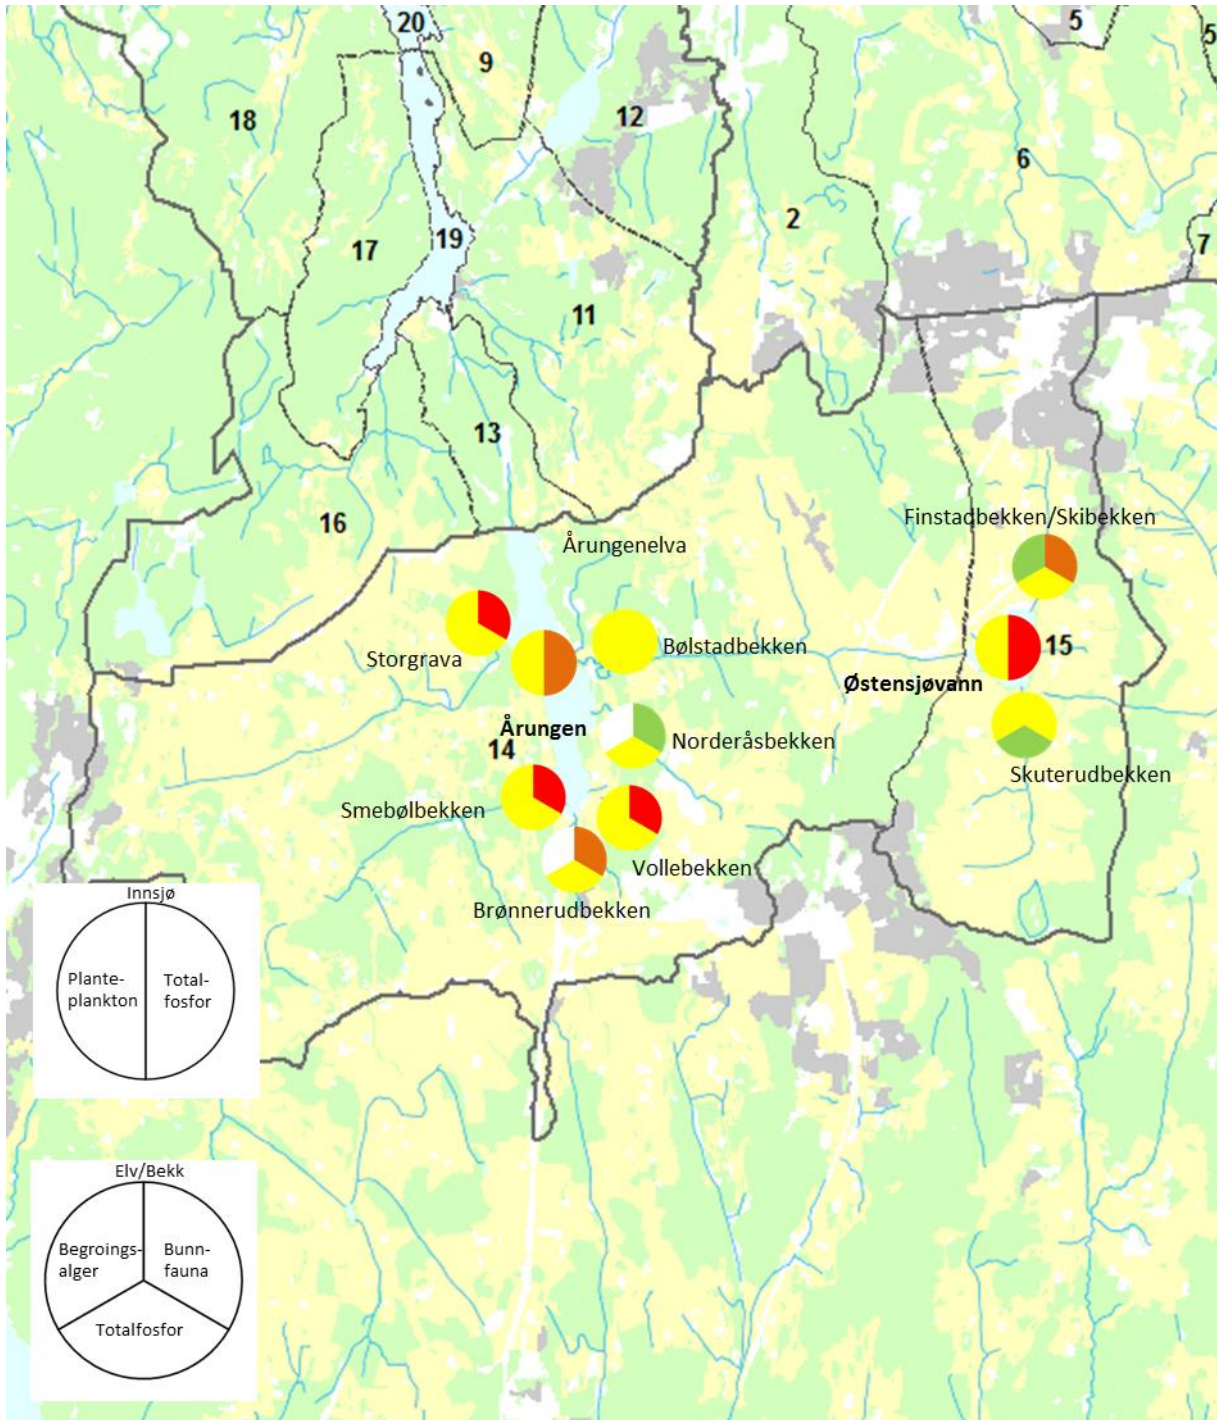 20
5
5
9
18
12
6
2
7
17
19
11
13
16
Finstadbekken/Skibekken
Årungenelva
Storgrava
Bølstadbekken
15
Østensjøvann
Årungen
14
Norderåsbekken
Skuterudbekken
Smebølbekken
Vollebekken
Brønnerudbekken
Innsjø
Plante-
plankton
Total-
fosfor
Elv/Bekk
Begroings-
alger
Bunn-
fauna
Totalfosfor